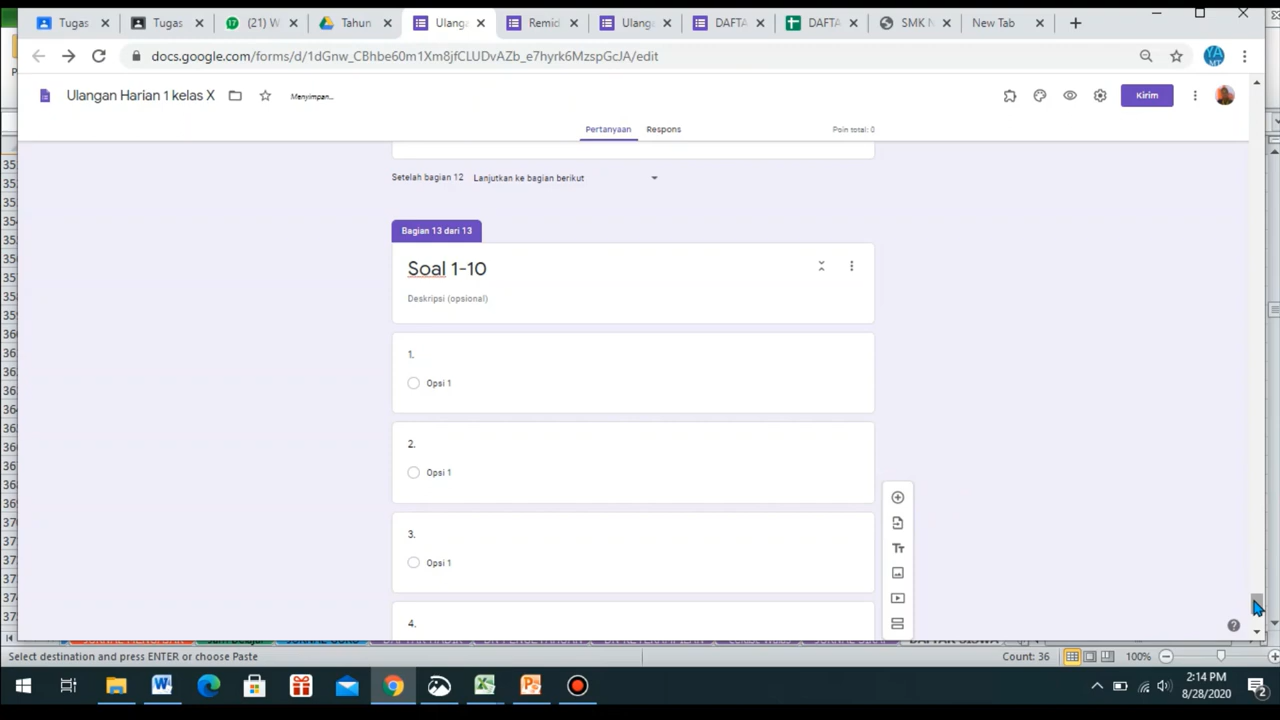 Tugas
Tugas
(21) W
Tahun
Ulang
Remid
Ulang
DAFTA
DAFTA
SMK
New Tab
docs.google.com/forms/d/1dGnw_CBhbe60m1Xm8jfCLUDvAZb_e7hyrk6MzspGcJA/edit
Ulangan Harian 1 kelas X
Menyimpan...
Kirim
Pertanyaan
Respons
Poin total: 0
Setelah bagian 12 Lanjutkan ke bagian berikut
Bagian 13 dari 13
Soal 1-10
Deskripsi (opsional)
1.
Opsi 1
2.
Opsi 1
3.
Opsi 1
4.
Select destination and press ENTER or choose Paste
Count: 36
100%
2:14 PM
8/28/2020